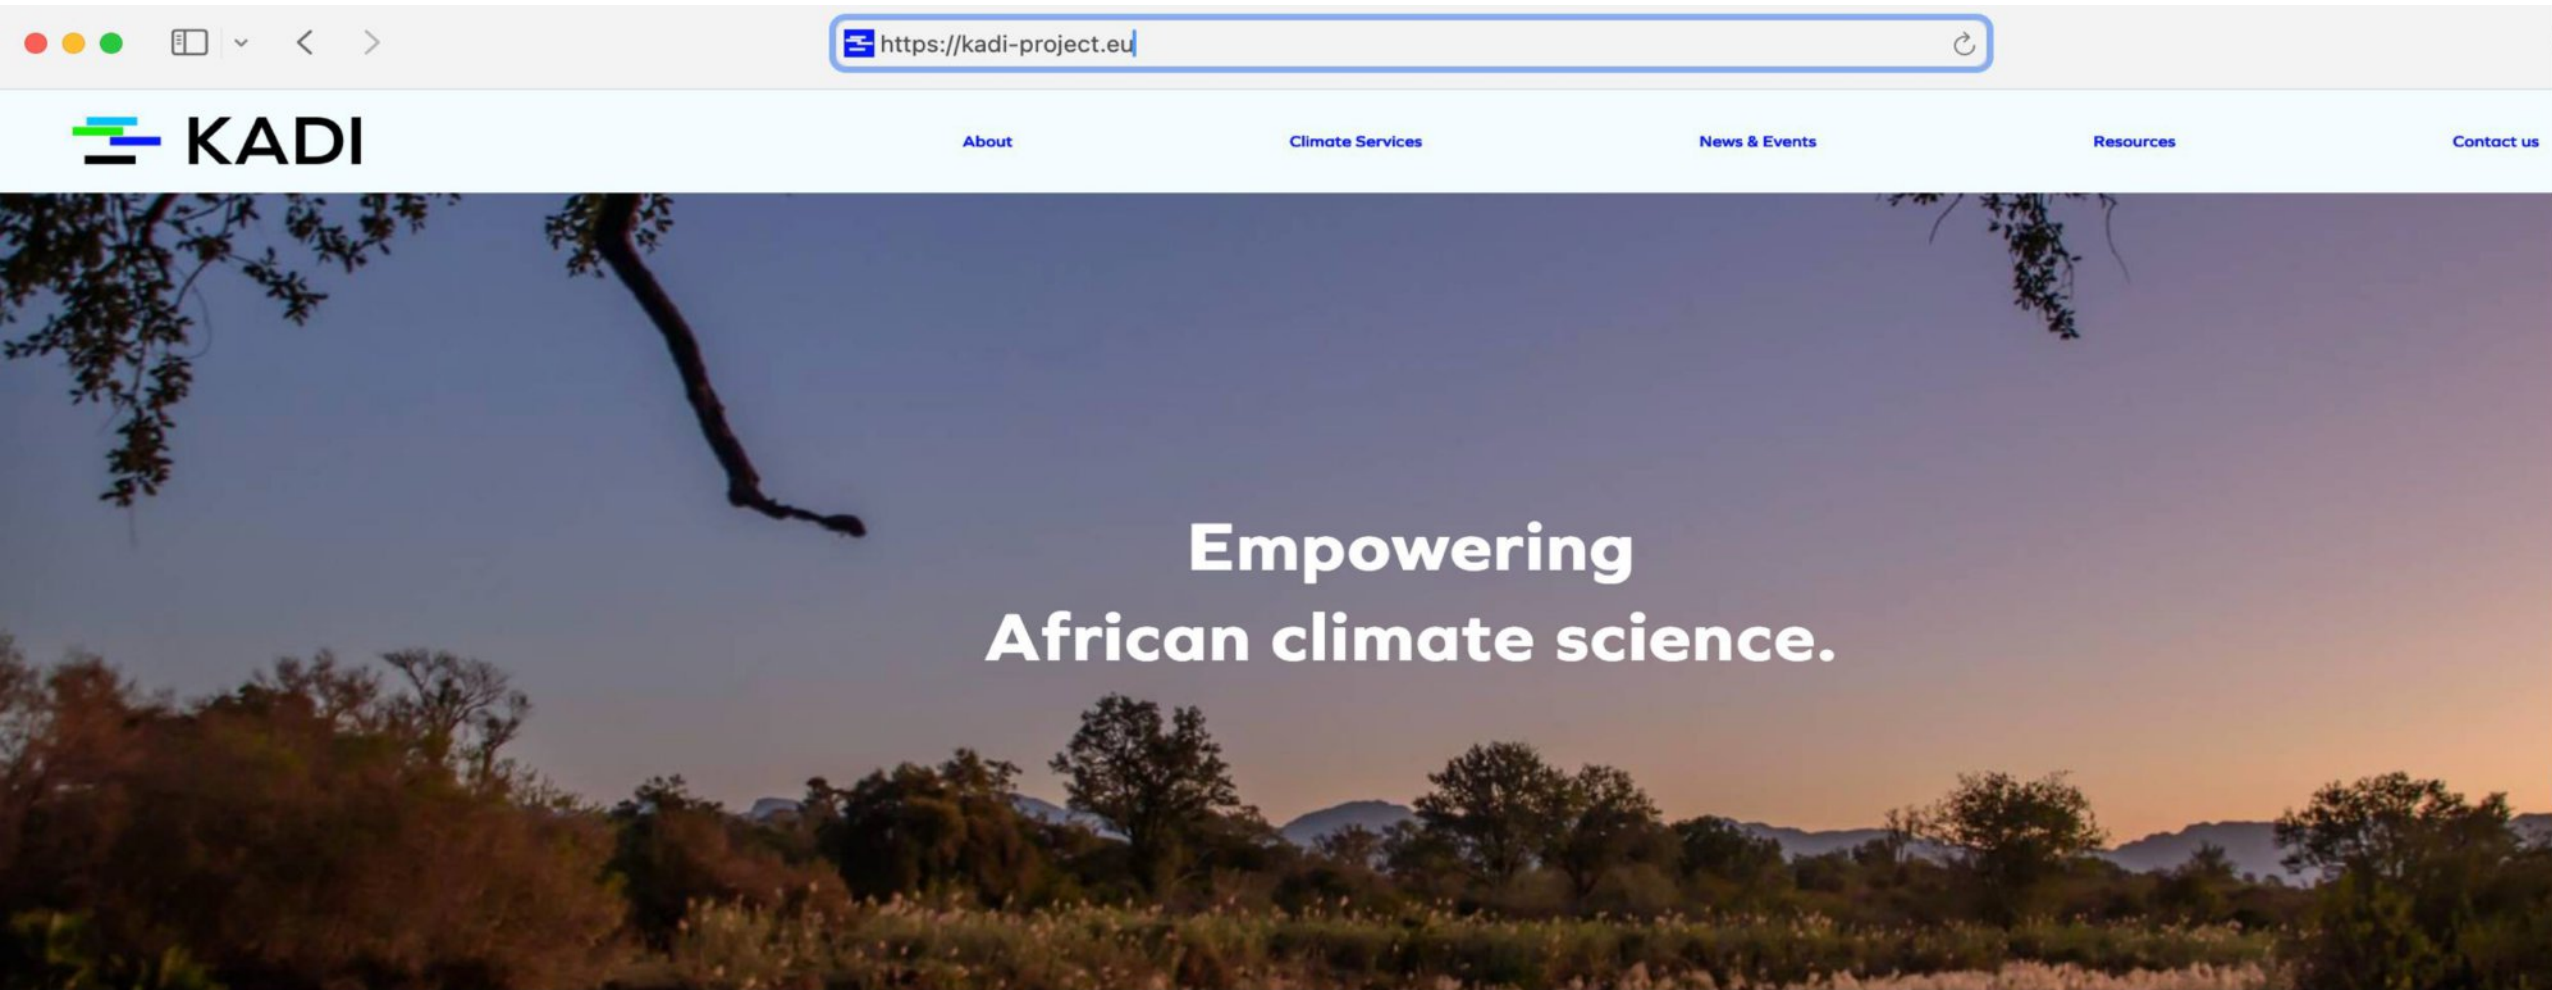 https://kadi-project.eu
KADI
About Climate Services News & Events Resources Contact us
Empowering
African climate science.